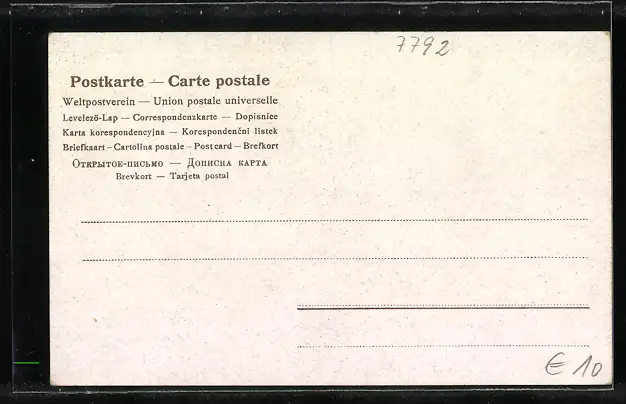 7792
Postkarte — Carte postale
Weltpostverein — Union postale universelle
Levelező-Lap — Correspondenzkarte — Dopisnice
Karta korespondencyjna — Korespondenční listek
Briefkaart – Cartolina postale – Post card – Brefkort
Открытое-письмо — Дописна карта
Brevkort — Tarjeta postal
€ 10